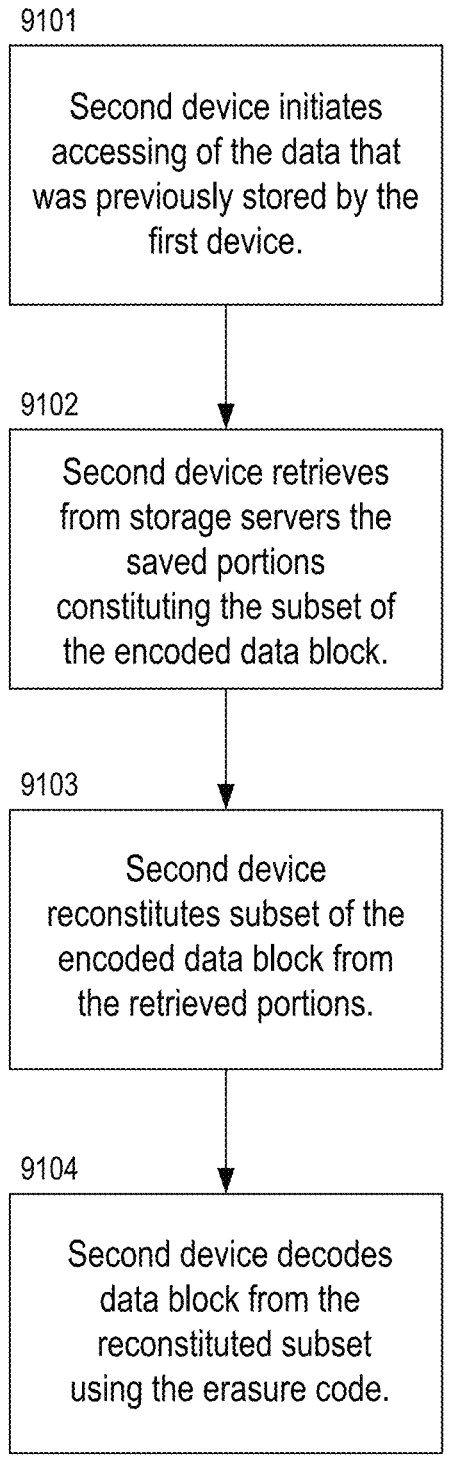 9101
Second device initiates
accessing of the data that
was previously stored by the
first device.
9102
Second device retrieves
from storage servers the
saved portions
constituting the subset of
the encoded data block.
9103
Second device
reconstitutes subset of the
encoded data block from
the retrieved portions.
9104
Second device decodes
data block from the
reconstituted subset
using the erasure code.